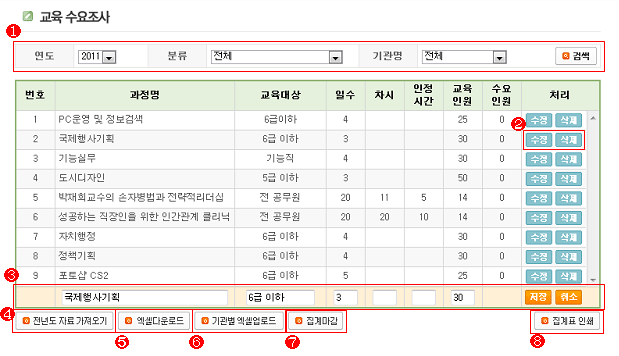 교육 수요조사
1
연도 2011 분류 전체 기관명 전체 검색
번호 과정명 교육대상 일수 차시 인정시간 교육인원 수요인원 처리
1 PC운영 및 정보검색 6급이하 4 25 0 수정 삭제
2
2 국제행사기획 6급 이하 3 30 0 수정 삭제
3 기능실무 기능직 4 30 0 수정 삭제
4 도시디자인 5급 이하 3 50 0 수정 삭제
5 박재희교수의 손자병법과 전략적리더십 전 공무원 20 11 5 14 0 수정 삭제
6 성공하는 직장인을 위한 인간관계 클리닉 전 공무원 20 20 10 14 0 수정 삭제
7 자치행정 6급 이하 4 30 0 수정 삭제
8 정책기획 6급 이하 4 30 0 수정 삭제
9 포토샵 CS2 6급 이하 5 25 0 수정 삭제
3
국제행사기획 6급 이하 3 30 저장 취소
4 전년도 자료 가져오기 5 엑셀다운로드 6 기관별 엑셀업로드 7 집계마감 8 집계표 인쇄